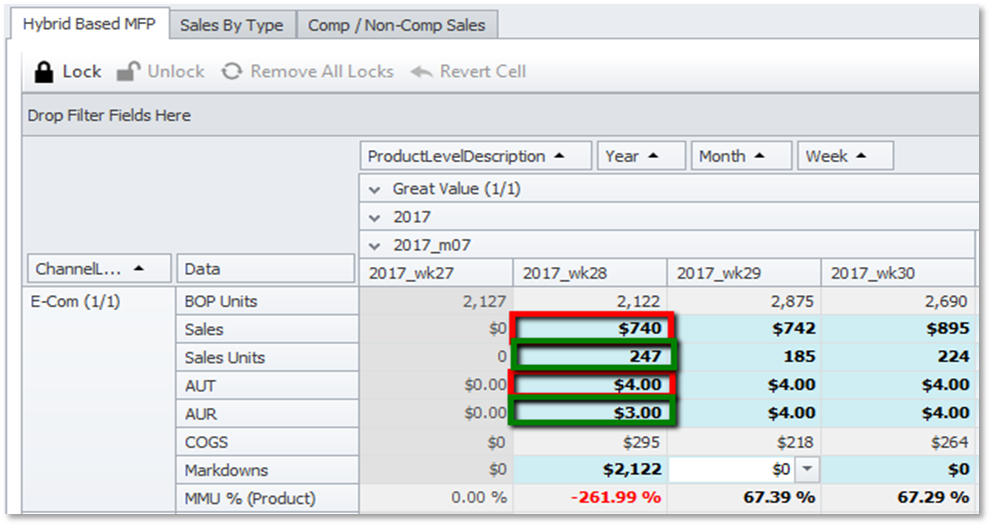 Hybrid Based MFP Sales By Type Comp / Non-Comp Sales
Lock Unlock Remove All Locks Revert Cell
Drop Filter Fields Here
ProductLevelDescription Year Month Week
Great Value (1/1)
2017
2017_m07
ChannelL... Data 2017_wk27 2017_wk28 2017_wk29 2017_wk30
E-Com (1/1) BOP Units 2,127 2,122 2,875 2,690
Sales $0 $740 $742 $895
Sales Units 0 247 185 224
AUT $0.00 $4.00 $4.00 $4.00
AUR $0.00 $3.00 $4.00 $4.00
COGS $0 $295 $218 $264
Markdowns $0 $2,122 $0 $0
MMU % (Product) 0.00 % -261.99 % 67.39 % 67.29 %